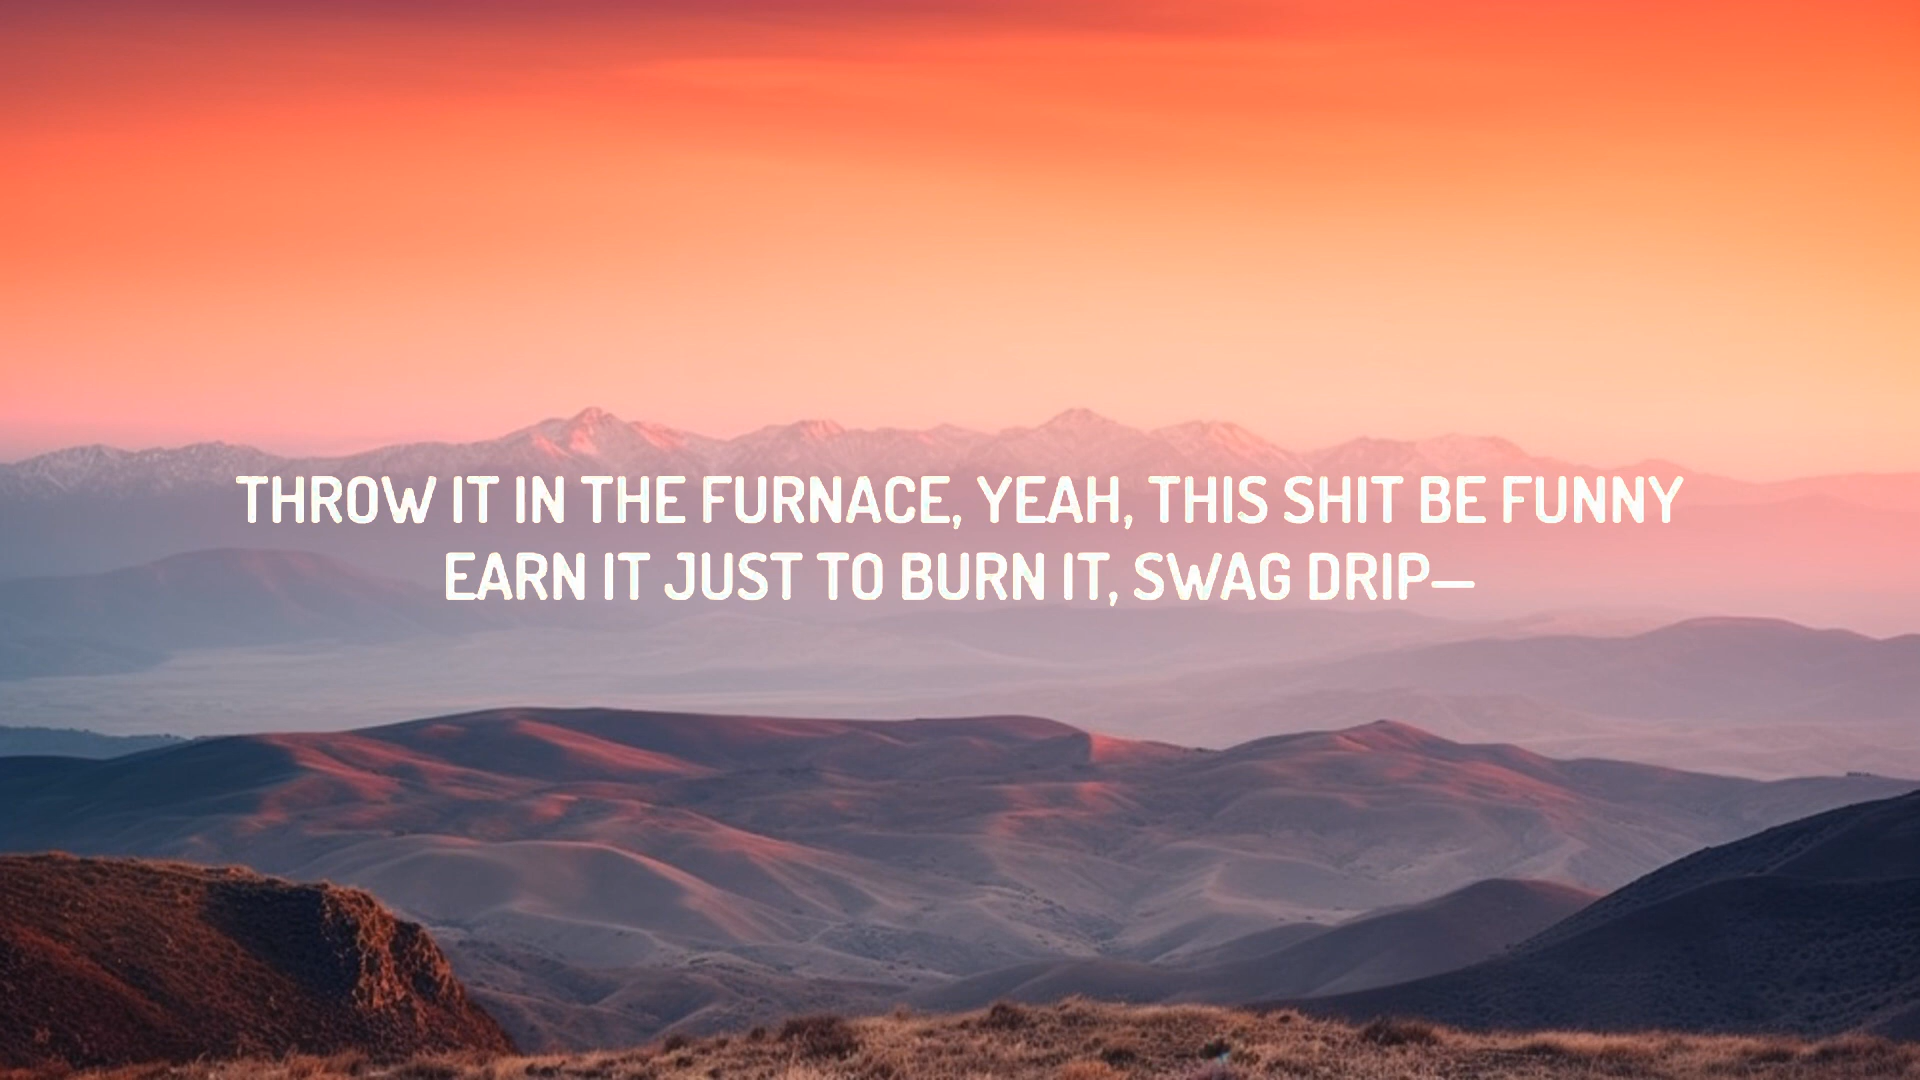 THROW IT IN THE FURNACE, YEAH, THIS SHIT BE FUNNY
EARN IT JUST TO BURN IT, SWAG DRIP—